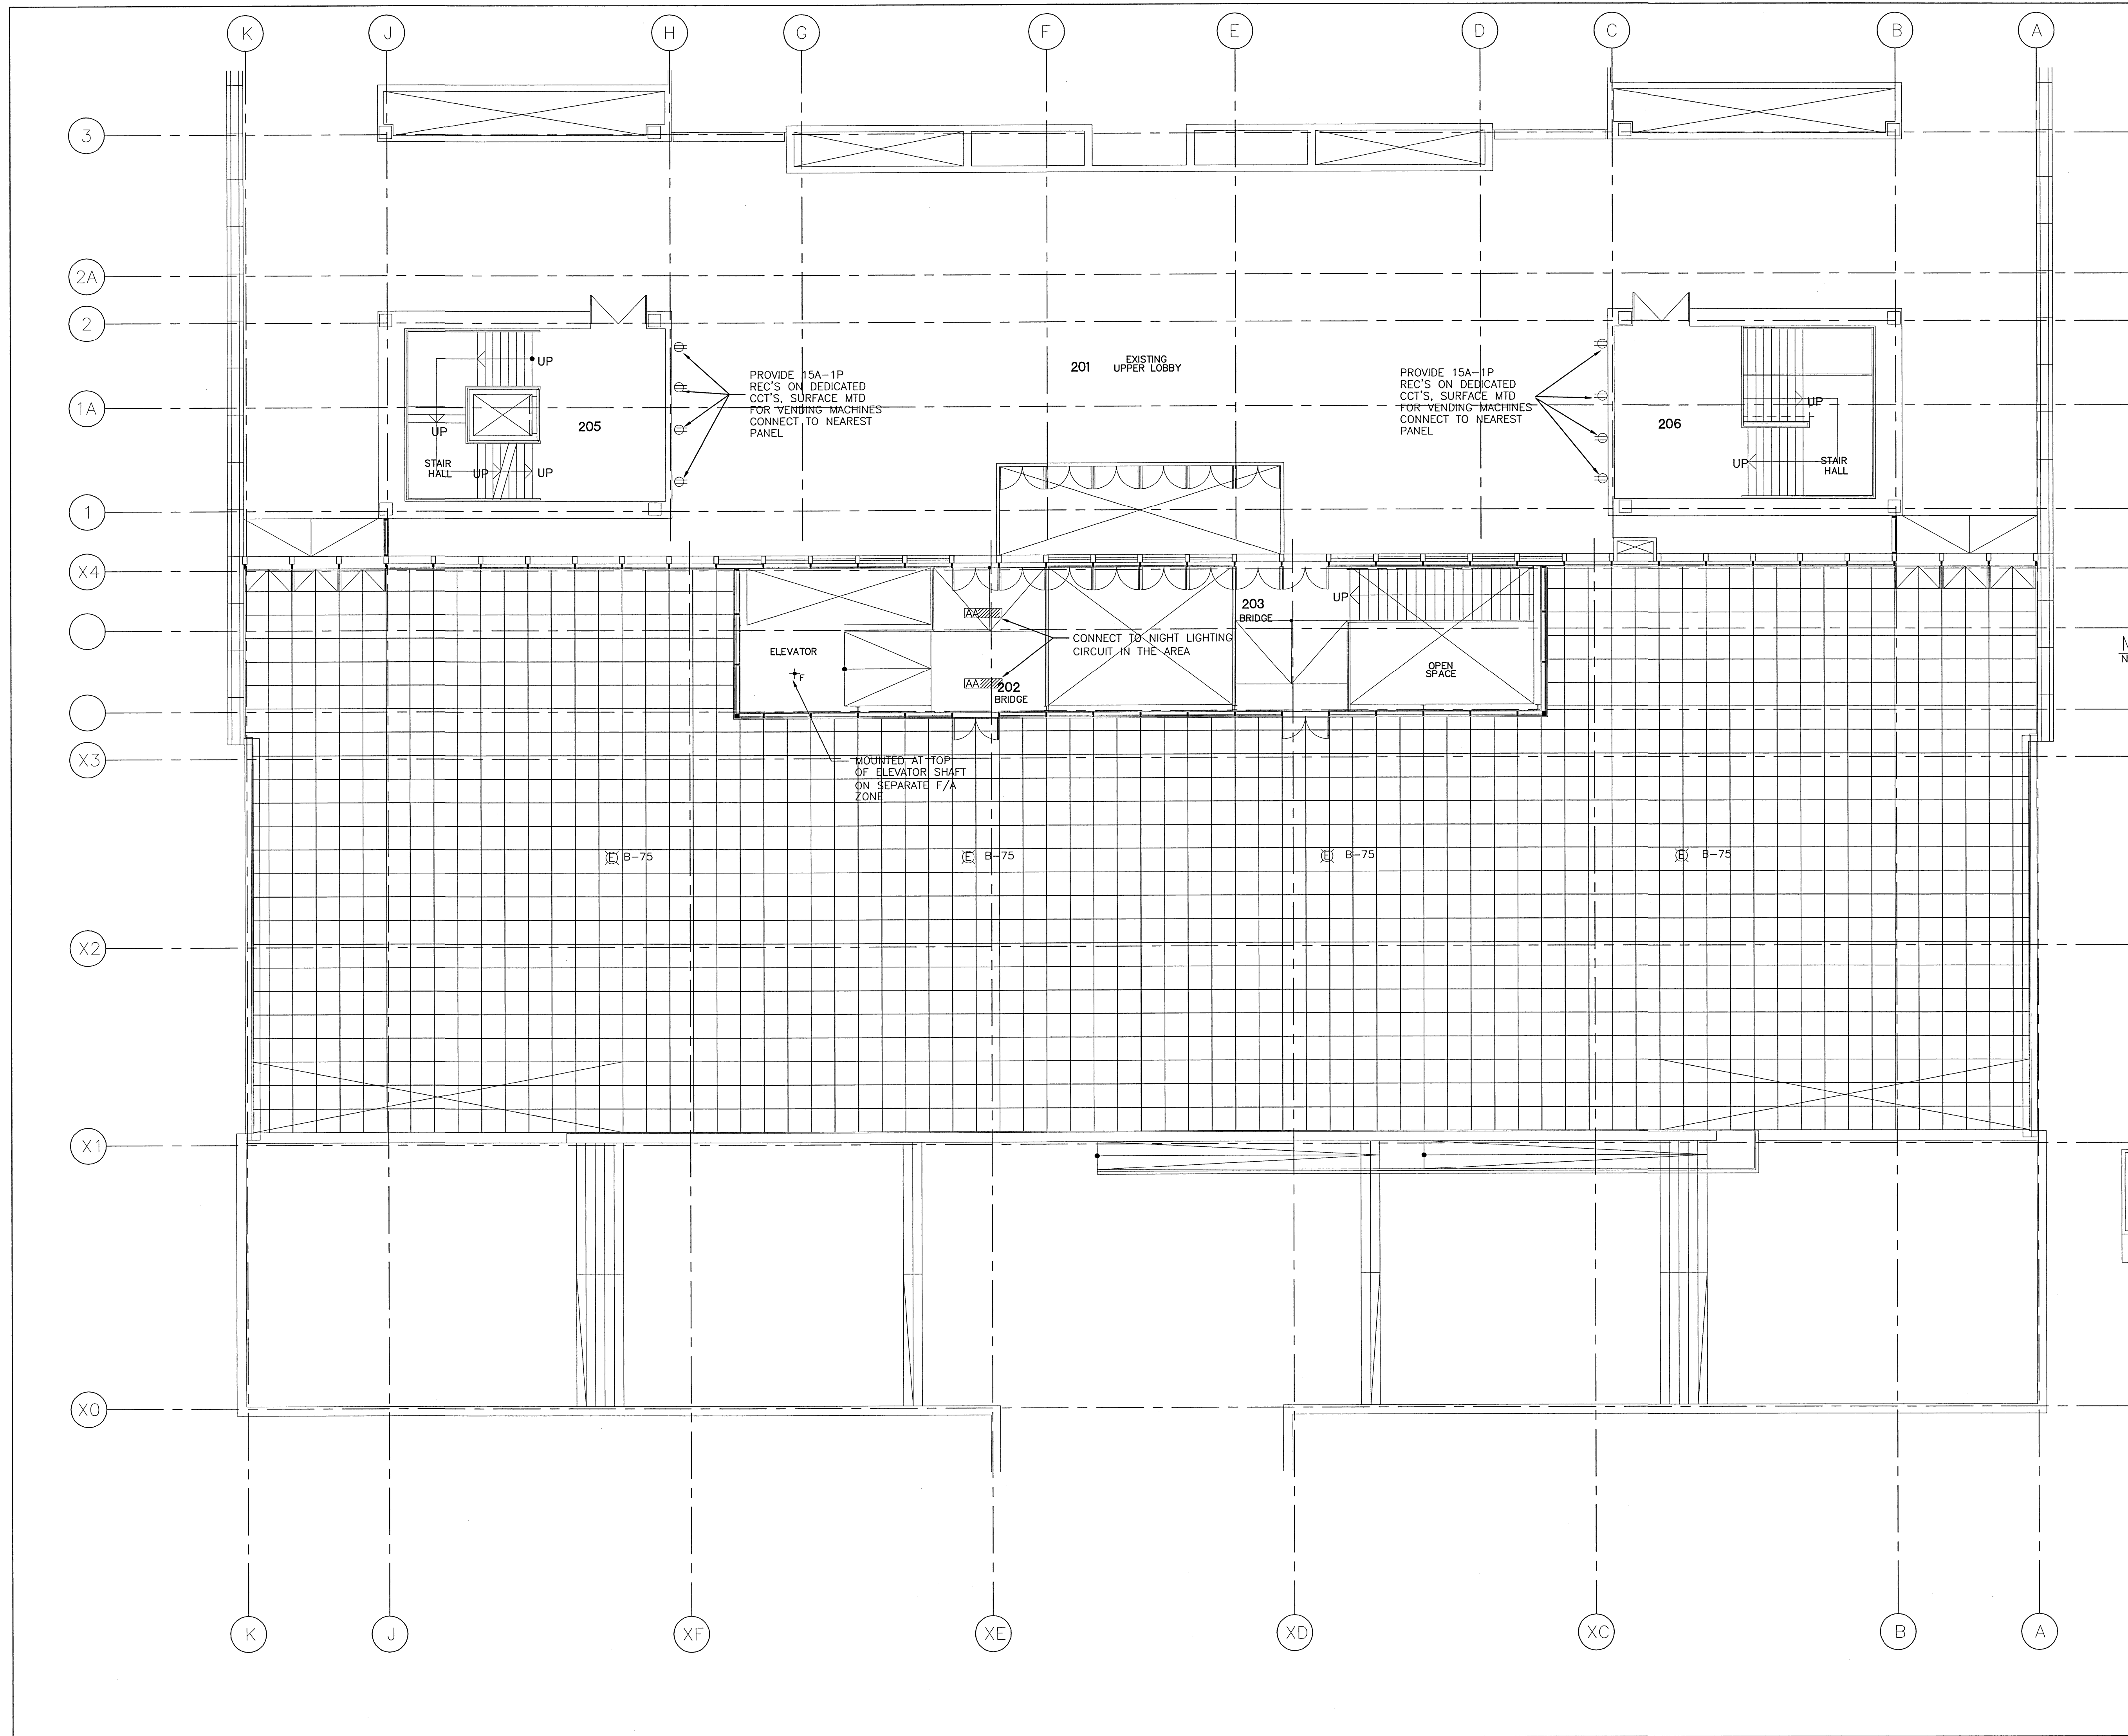 K J H G F E D C B A
3
2A
2
UP
201 EXISTING
UPPER LOBBY
PROVIDE 15A-1P
REC'S ON DEDICATED
CCT'S, SURFACE MTD
FOR VENDING MACHINES
CONNECT TO NEAREST
PANEL
PROVIDE 15A-1P
REC'S ON DEDICATED
CCT'S, SURFACE MTD
FOR VENDING MACHINES
CONNECT TO NEAREST
PANEL
1A
UP
UP
205
206
STAIR
HALL
UP
UP
UP
STAIR
HALL
1
X4
AA
203
BRIDGE
UP
CONNECT TO NIGHT LIGHTING
CIRCUIT IN THE AREA
ELEVATOR
OPEN
SPACE
F
AA
202
BRIDGE
X3
MOUNTED AT TOP
OF ELEVATOR SHAFT
ON SEPARATE F/A
ZONE
E B-75
E B-75
E B-75
E B-75
X2
X1
X0
K J XF XE XD XC B A